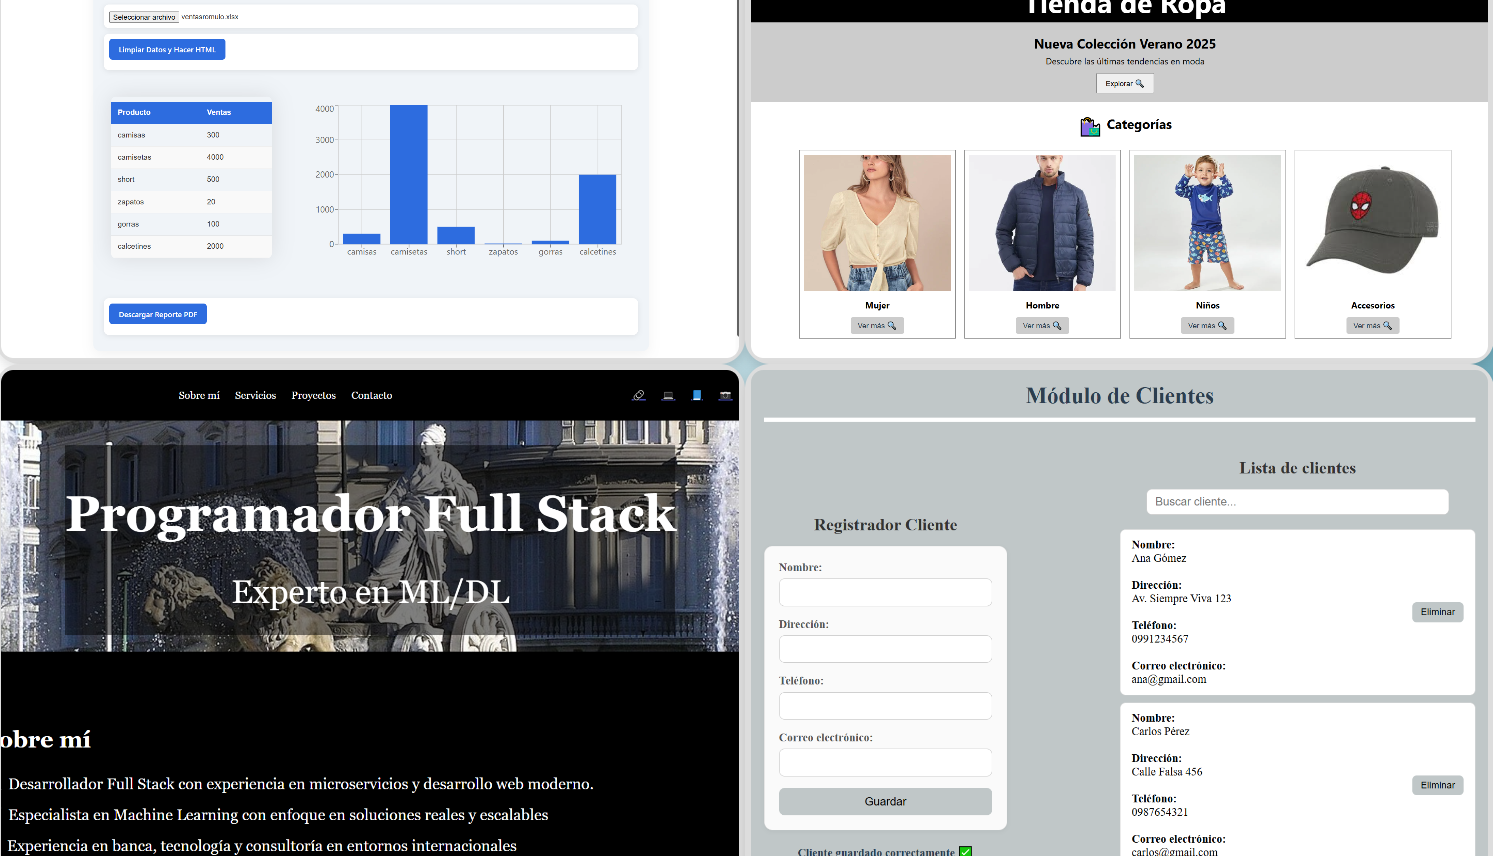 Seleccionar archivo ventasromulo.xlsx
Limpiar Datos y Hacer HTML
Producto Ventas
camisas 300
camisetas 4000
short 500
zapatos 20
gorras 100
calcetines 2000
4000
3000
2000
1000
0
camisas camisetas short zapatos gorras calcetines
Descargar Reporte PDF
Tienda de Ropa
Nueva Colección Verano 2025
Descubre las últimas tendencias en moda
Explorar 🔍
🛍️ Categorías
Mujer Hombre Niños Accesorios
Ver más 🔍 Ver más 🔍 Ver más 🔍 Ver más 🔍
Sobre mí Servicios Proyectos Contacto
Programador Full Stack
Experto en ML/DL
obre mí
Desarrollador Full Stack con experiencia en microservicios y desarrollo web moderno.
Especialista en Machine Learning con enfoque en soluciones reales y escalables
Experiencia en banca, tecnología y consultoría en entornos internacionales
Módulo de Clientes
Registrador Cliente
Nombre:
Dirección:
Teléfono:
Correo electrónico:
Guardar
Cliente guardado correctamente ✅
Lista de clientes
Buscar cliente...
Nombre:
Ana Gómez
Dirección:
Av. Siempre Viva 123
Teléfono:
0991234567
Correo electrónico:
ana@gmail.com
Eliminar
Nombre:
Carlos Pérez
Dirección:
Calle Falsa 456
Teléfono:
0987654321
Correo electrónico:
carlos@gmail.com
Eliminar